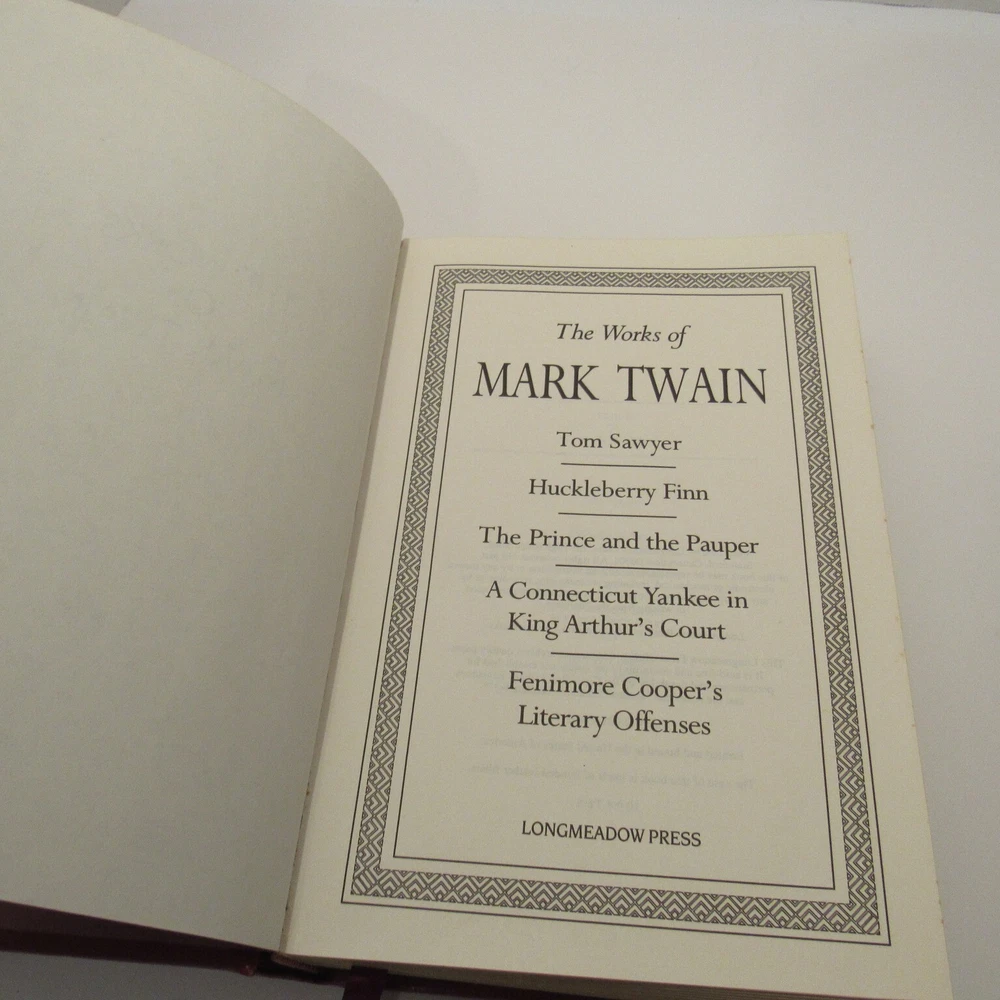 The Works of
MARK TWAIN
Tom Sawyer
Huckleberry Finn
The Prince and the Pauper
A Connecticut Yankee in
King Arthur's Court
Fenimore Cooper's
Literary Offenses
LONGMEADOW PRESS